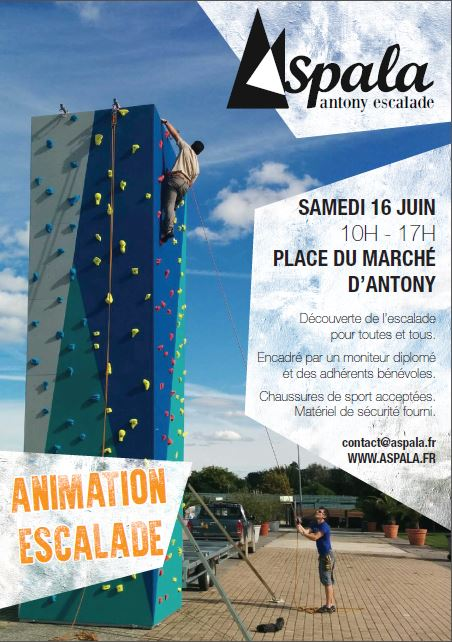 Aspala
antony escalade
SAMEDI 16 JUIN
10H - 17H
PLACE DU MARCHÉ
D'ANTONY
Découverte de l'escalade
pour toutes et tous.
Encadré par un moniteur diplomé
et des adhérents bénévoles.
Chaussures de sport acceptées.
Matériel de sécurité fourni.
contact@aspala.fr
WWW.ASPALA.FR
ANIMATION
ESCALADE